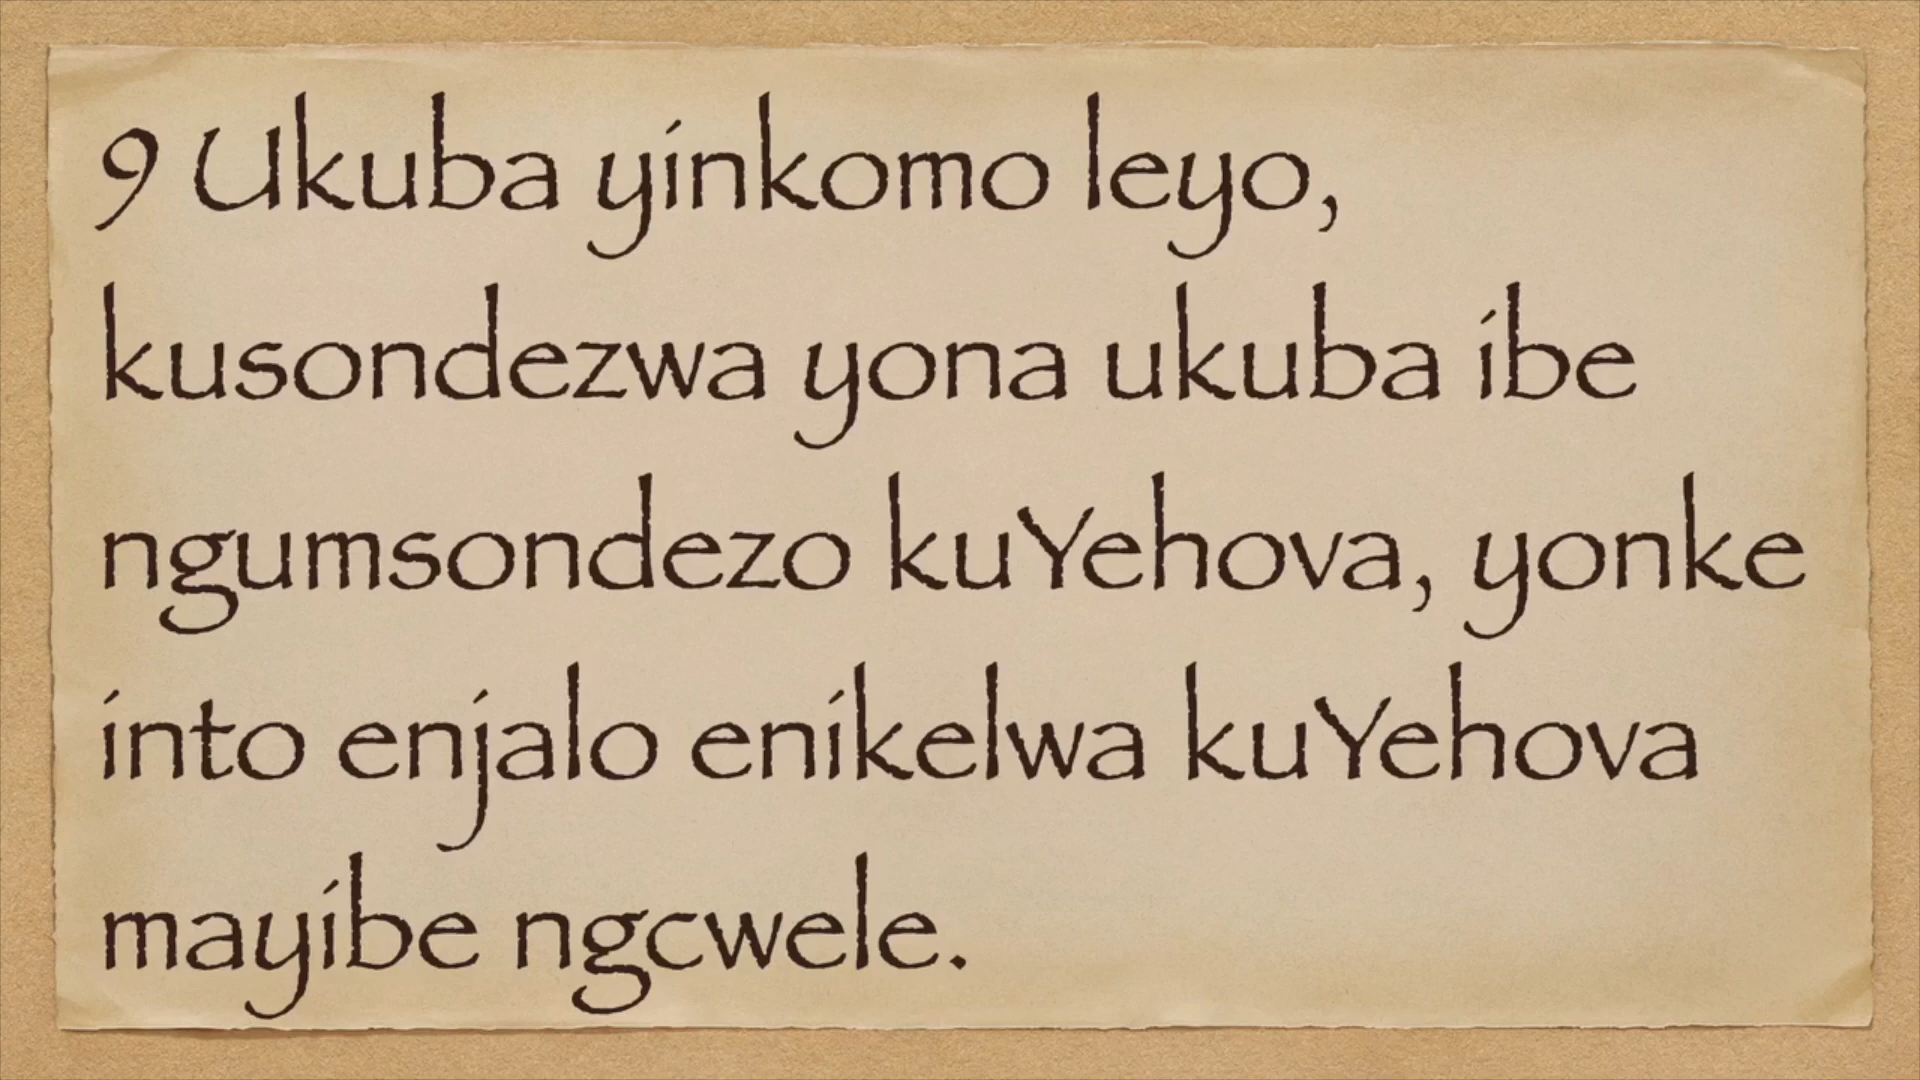 9 Ukuba yinkomo leyo,
kusondezwa yona ukuba ibe
ngumsondezo kuYehova, yonke
into enjalo enikelwa kuYehova
mayibe ngcwele.